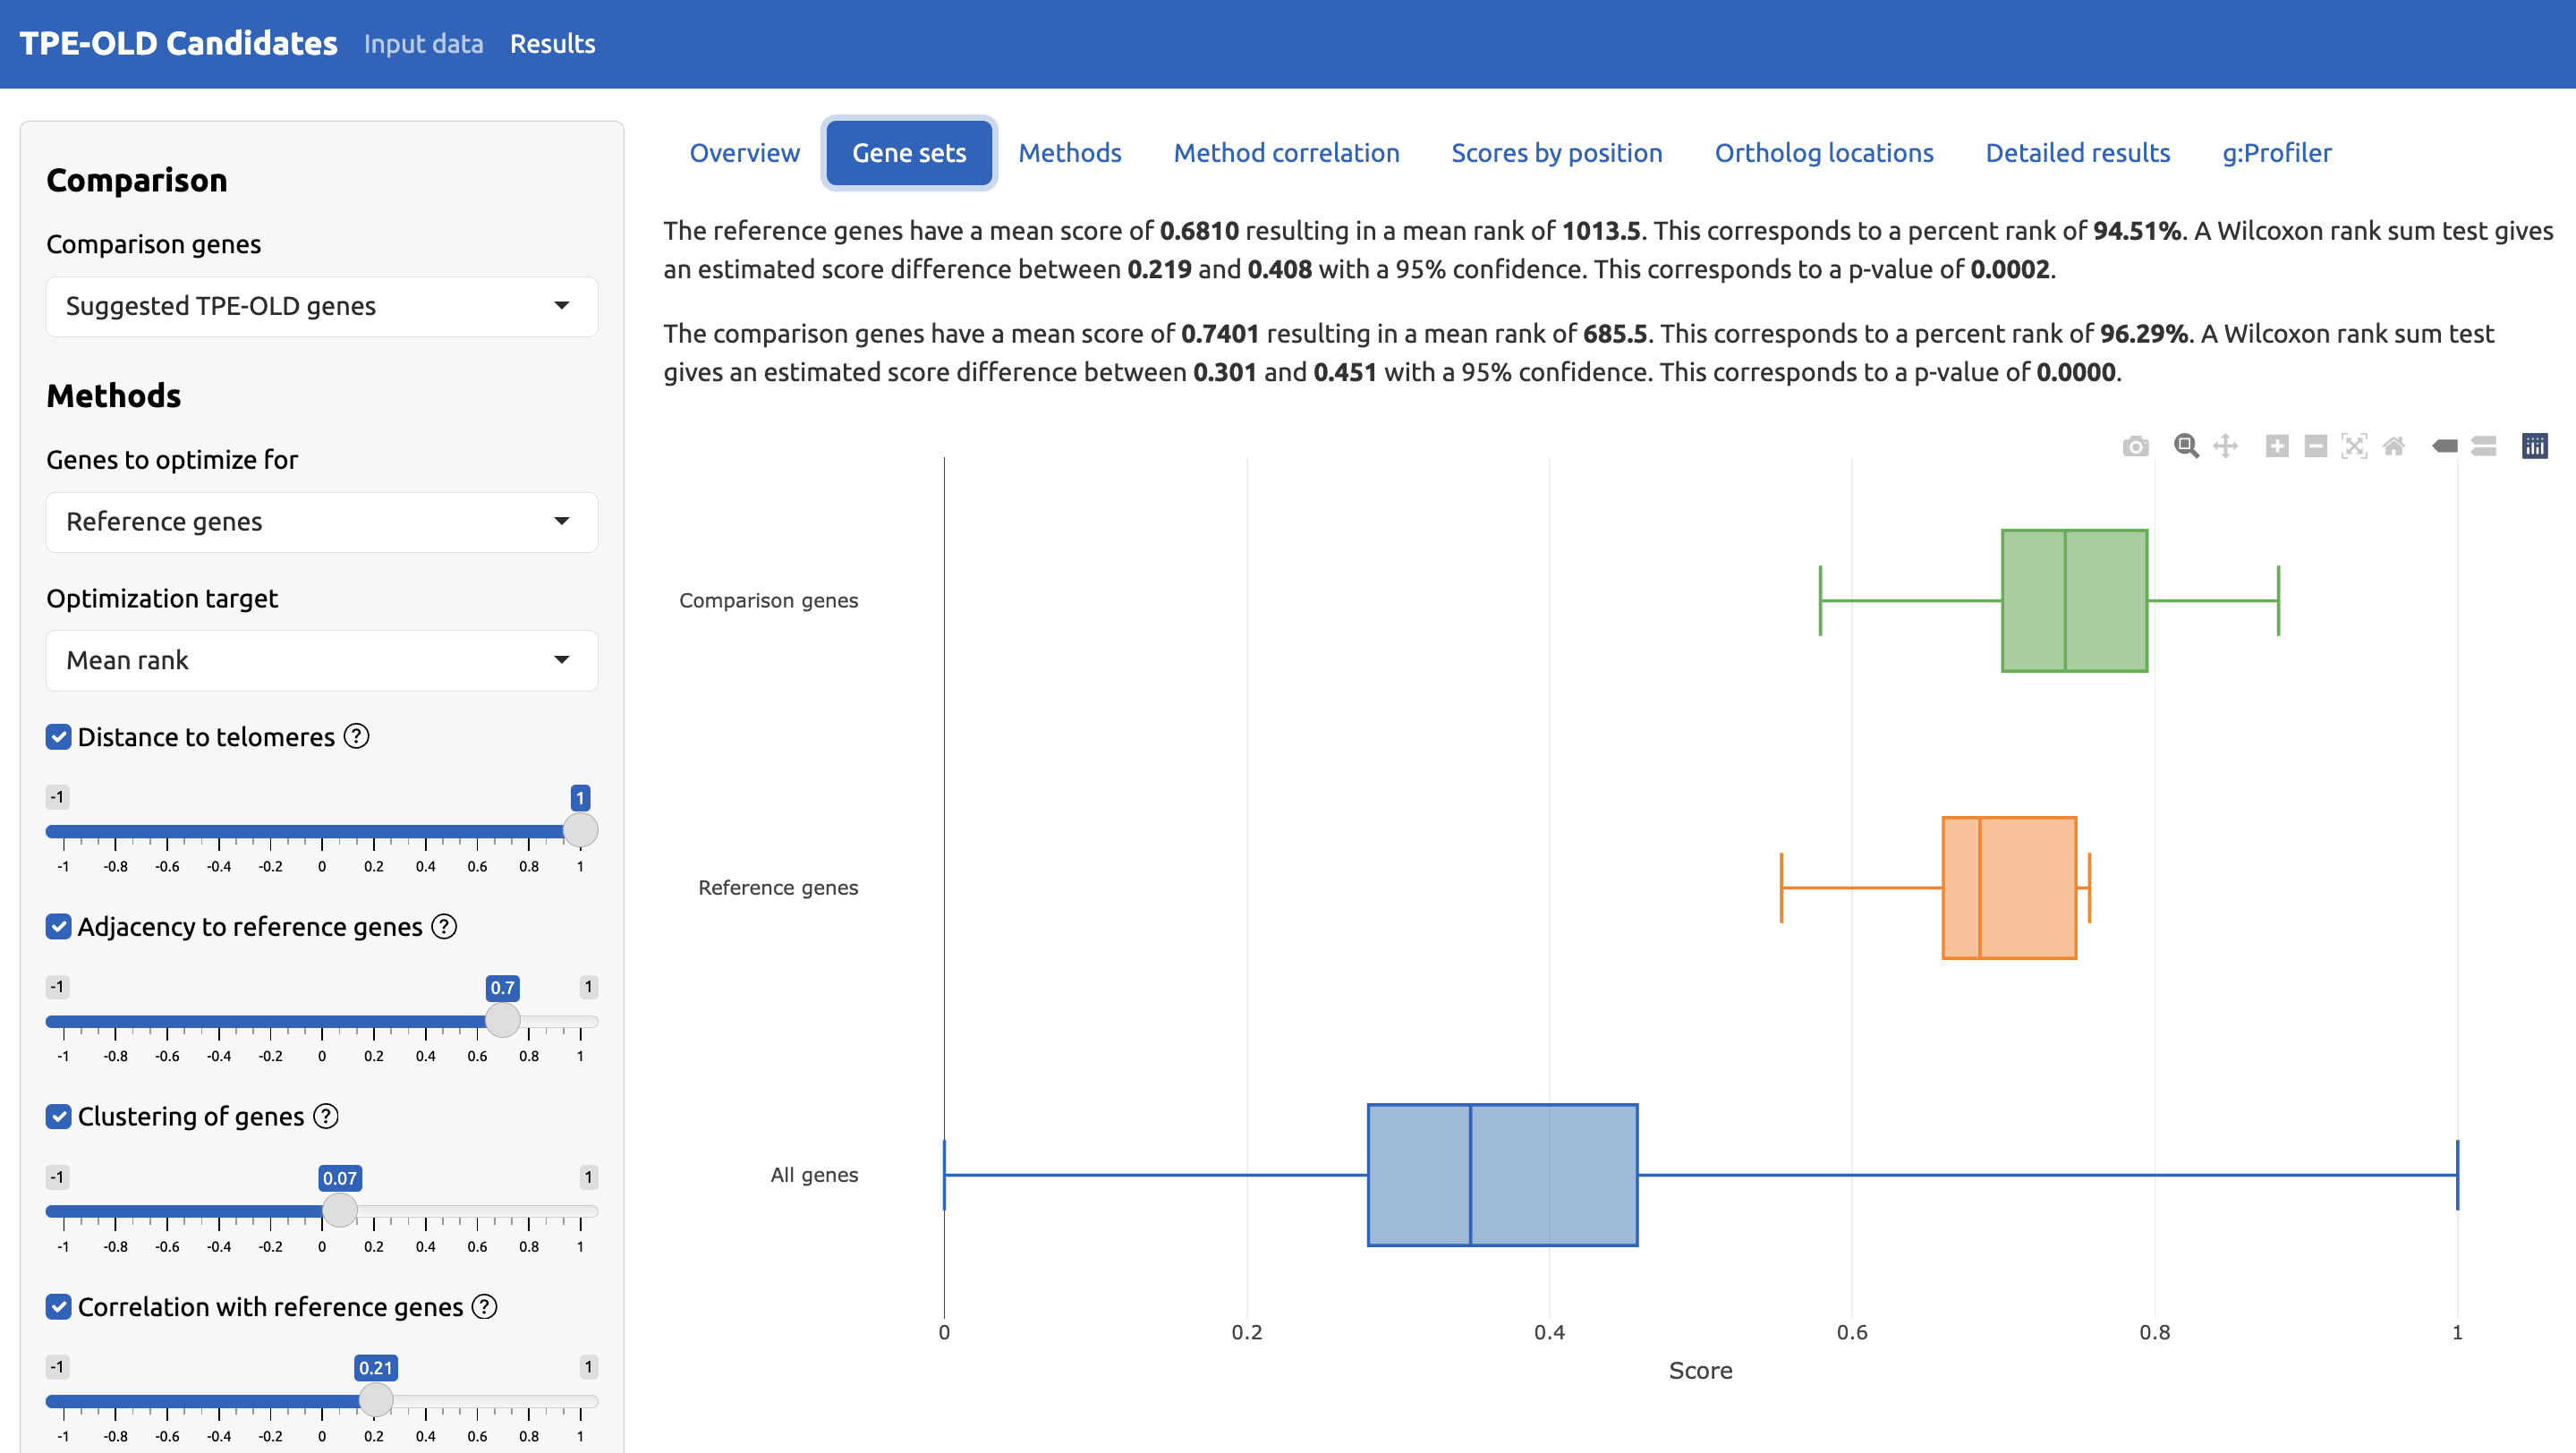 TPE-OLD Candidates Input data Results
Comparison
Comparison genes
Suggested TPE-OLD genes
Methods
Genes to optimize for
Reference genes
Optimization target
Mean rank
Distance to telomeres ?
-1 1
-1 -0.8 -0.6 -0.4 -0.2 0 0.2 0.4 0.6 0.8 1
Adjacency to reference genes ?
-1 0.7 1
-1 -0.8 -0.6 -0.4 -0.2 0 0.2 0.4 0.6 0.8 1
Clustering of genes ?
-1 0.07 1
-1 -0.8 -0.6 -0.4 -0.2 0 0.2 0.4 0.6 0.8 1
Correlation with reference genes ?
-1 0.21 1
-1 -0.8 -0.6 -0.4 -0.2 0 0.2 0.4 0.6 0.8 1
Overview Gene sets Methods Method correlation Scores by position Ortholog locations Detailed results g:Profiler
The reference genes have a mean score of 0.6810 resulting in a mean rank of 1013.5. This corresponds to a percent rank of 94.51%. A Wilcoxon rank sum test gives
an estimated score difference between 0.219 and 0.408 with a 95% confidence. This corresponds to a p-value of 0.0002.
The comparison genes have a mean score of 0.7401 resulting in a mean rank of 685.5. This corresponds to a percent rank of 96.29%. A Wilcoxon rank sum test
gives an estimated score difference between 0.301 and 0.451 with a 95% confidence. This corresponds to a p-value of 0.0000.
Comparison genes
Reference genes
All genes
0 0.2 0.4 0.6 0.8 1
Score